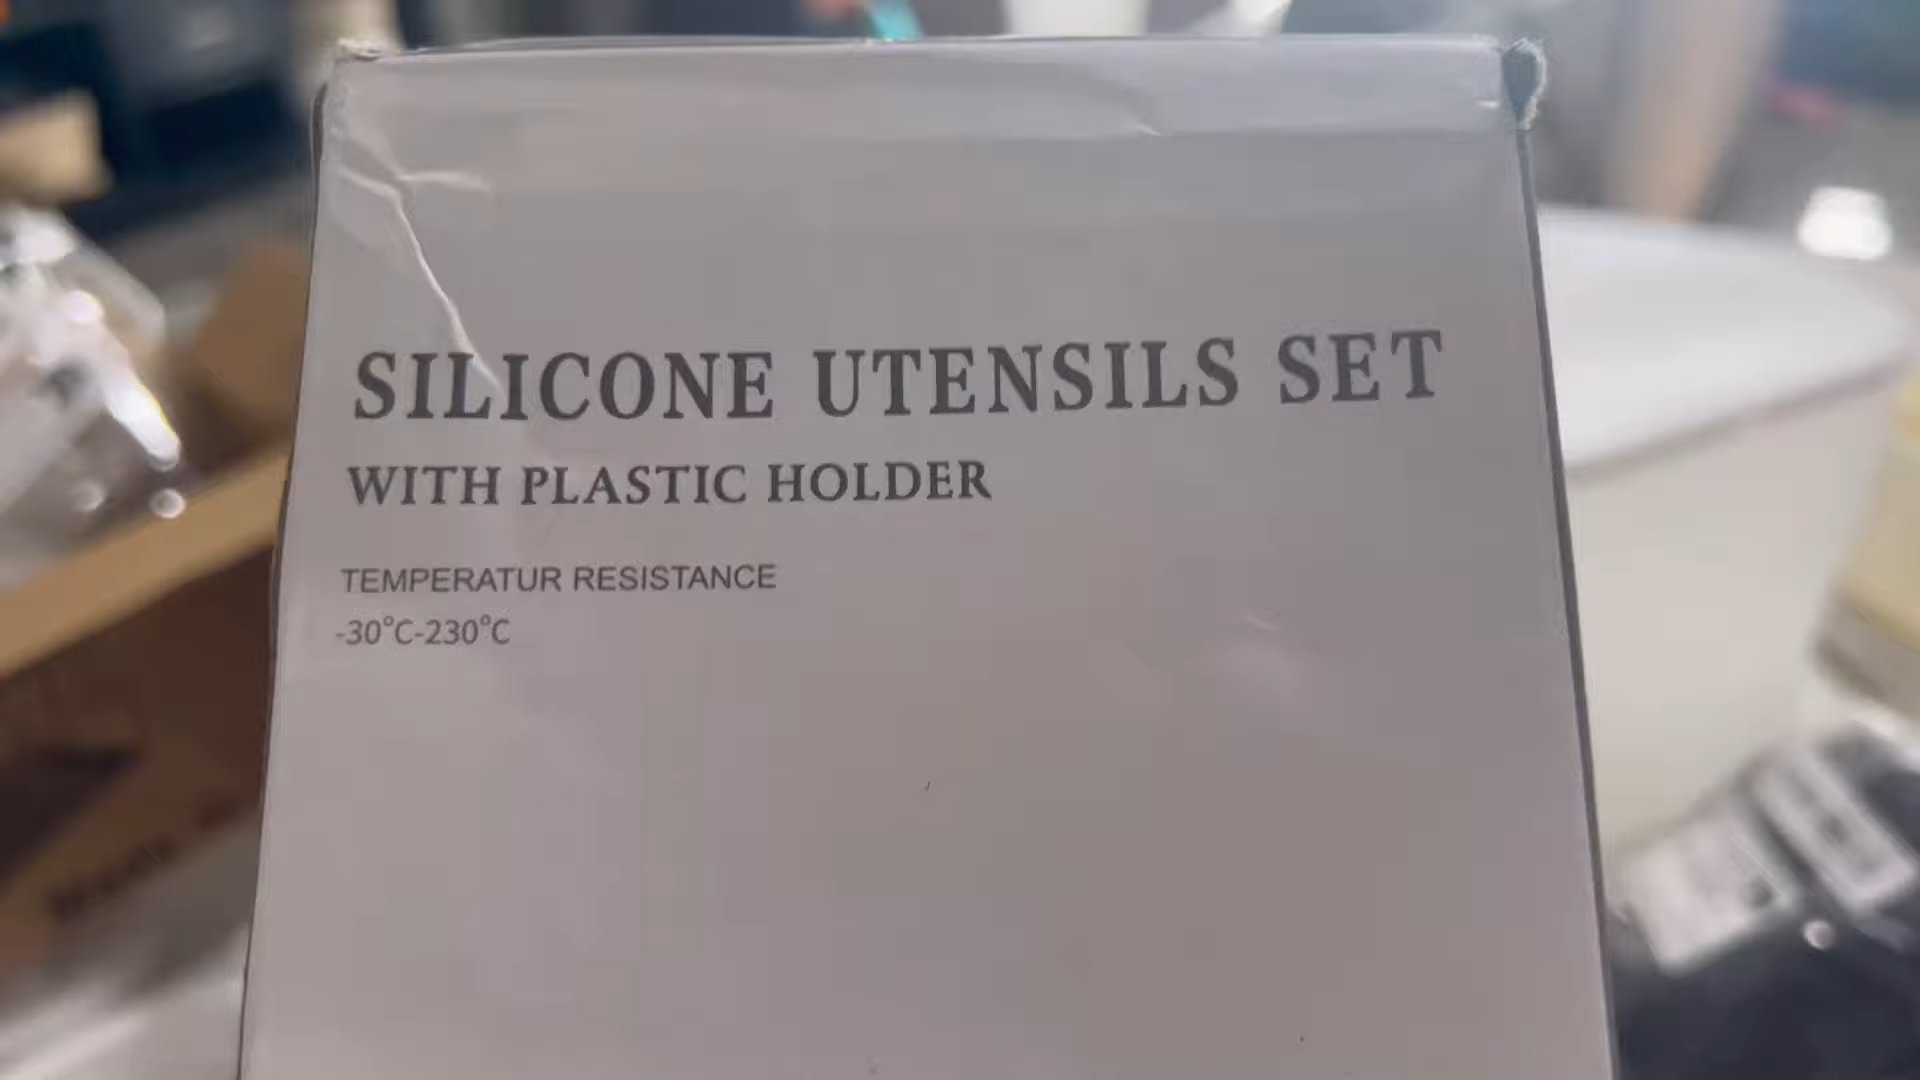 SILICONE UTENSILS SET
WITH PLASTIC HOLDER
TEMPERATUR RESISTANCE
-30°C-230°C